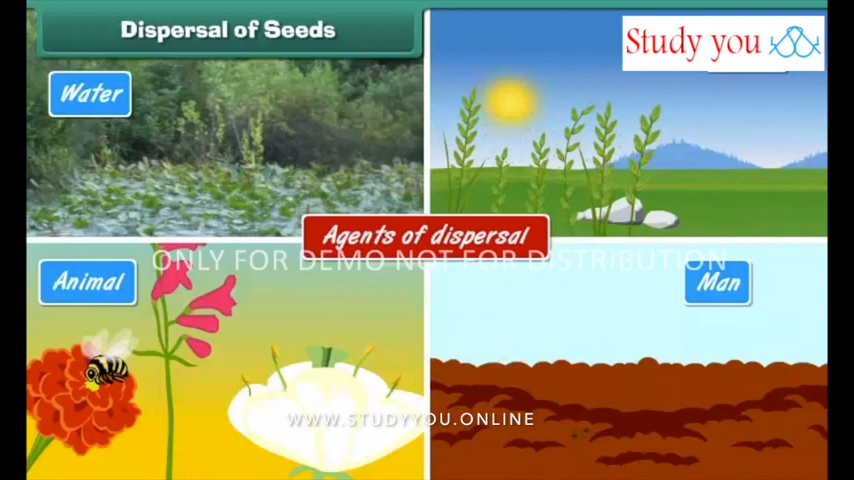 Dispersal of Seeds
Study you
Water
Agents of dispersal
ONLY FOR DEMO NOT FOR DISTRIBUTION
Animal
Man
WWW.STUDYYOU.ONLINE